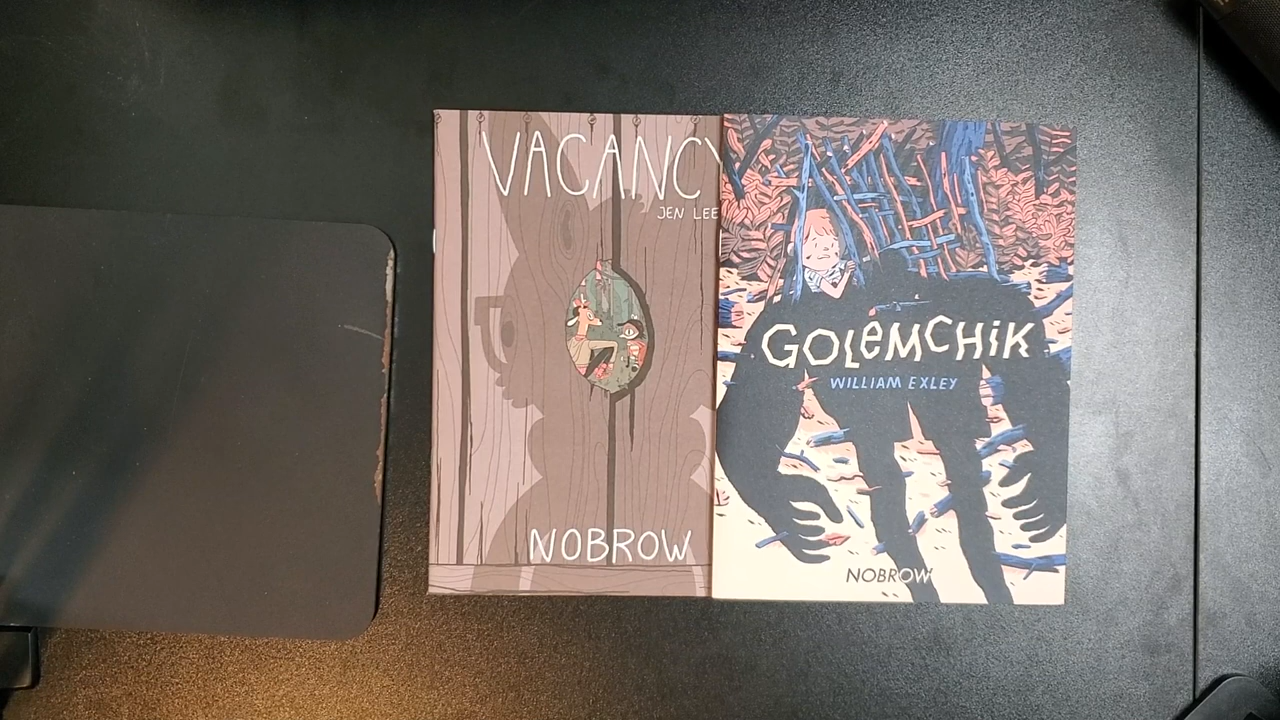 VACANCY
JEN LEE
NOBROW
GOLEMCHIK
WILLIAM EXLEY
NOBROW